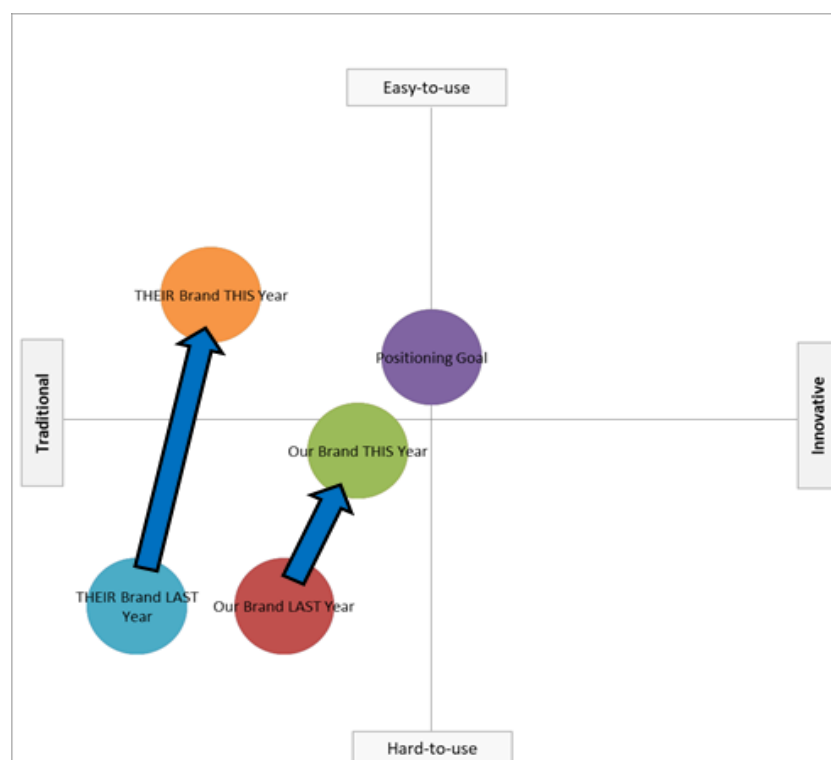 Easy-to-use
THEIR Brand THIS Year
Positioning Goal
Traditional
Innovative
Our Brand THIS Year
THEIR Brand LAST
Year
Our Brand LAST Year
Hard-to-use